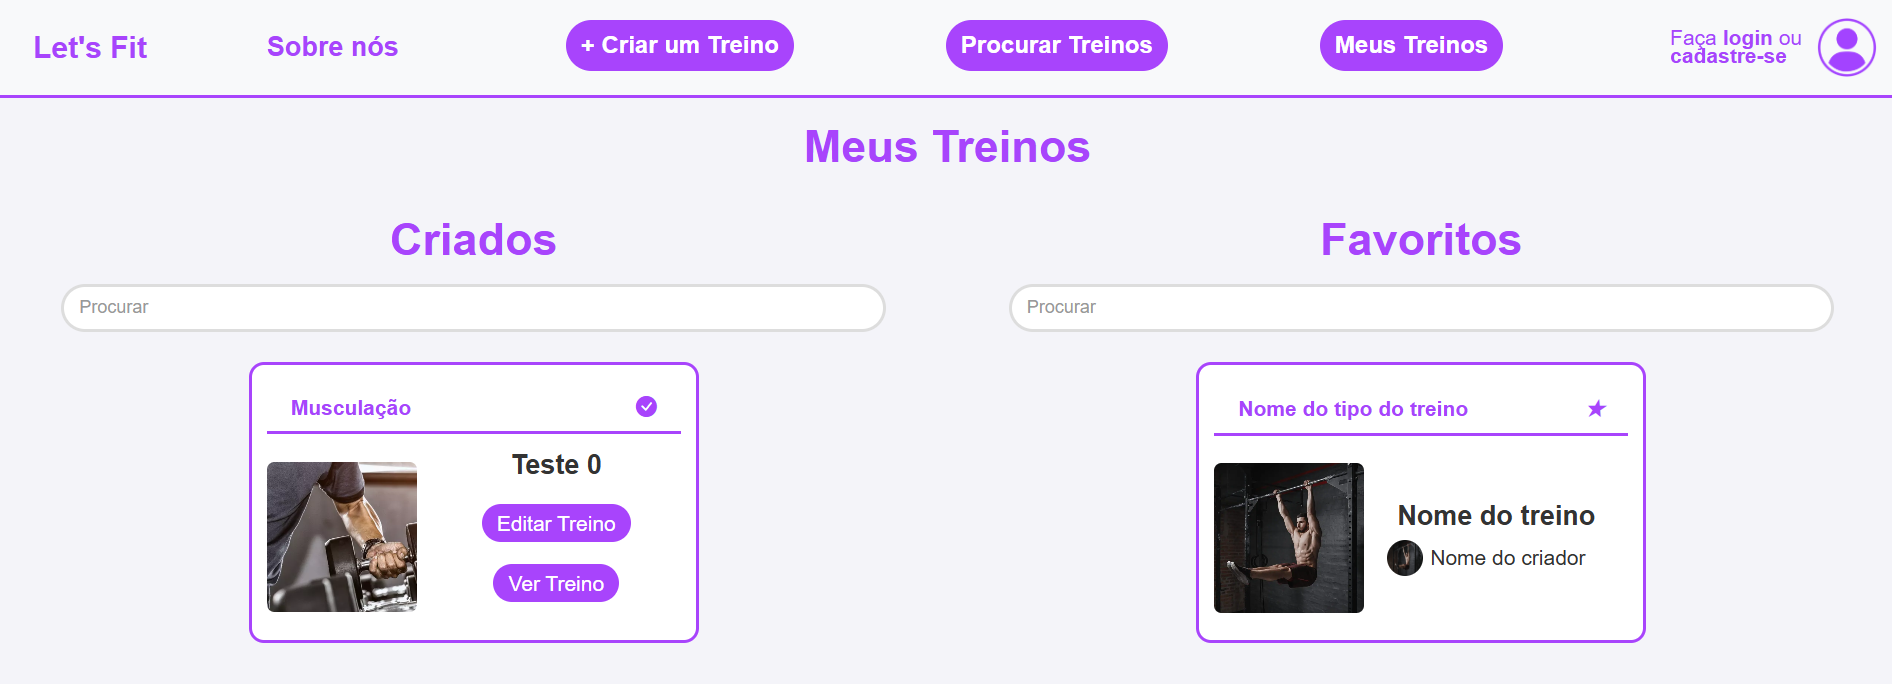 Let's Fit
Sobre nós
+ Criar um Treino
Procurar Treinos
Meus Treinos
Faça login ou
cadastre-se
Meus Treinos
Criados
Procurar
Musculação
Teste 0
Editar Treino
Ver Treino
Favoritos
Procurar
Nome do tipo do treino
Nome do treino
Nome do criador